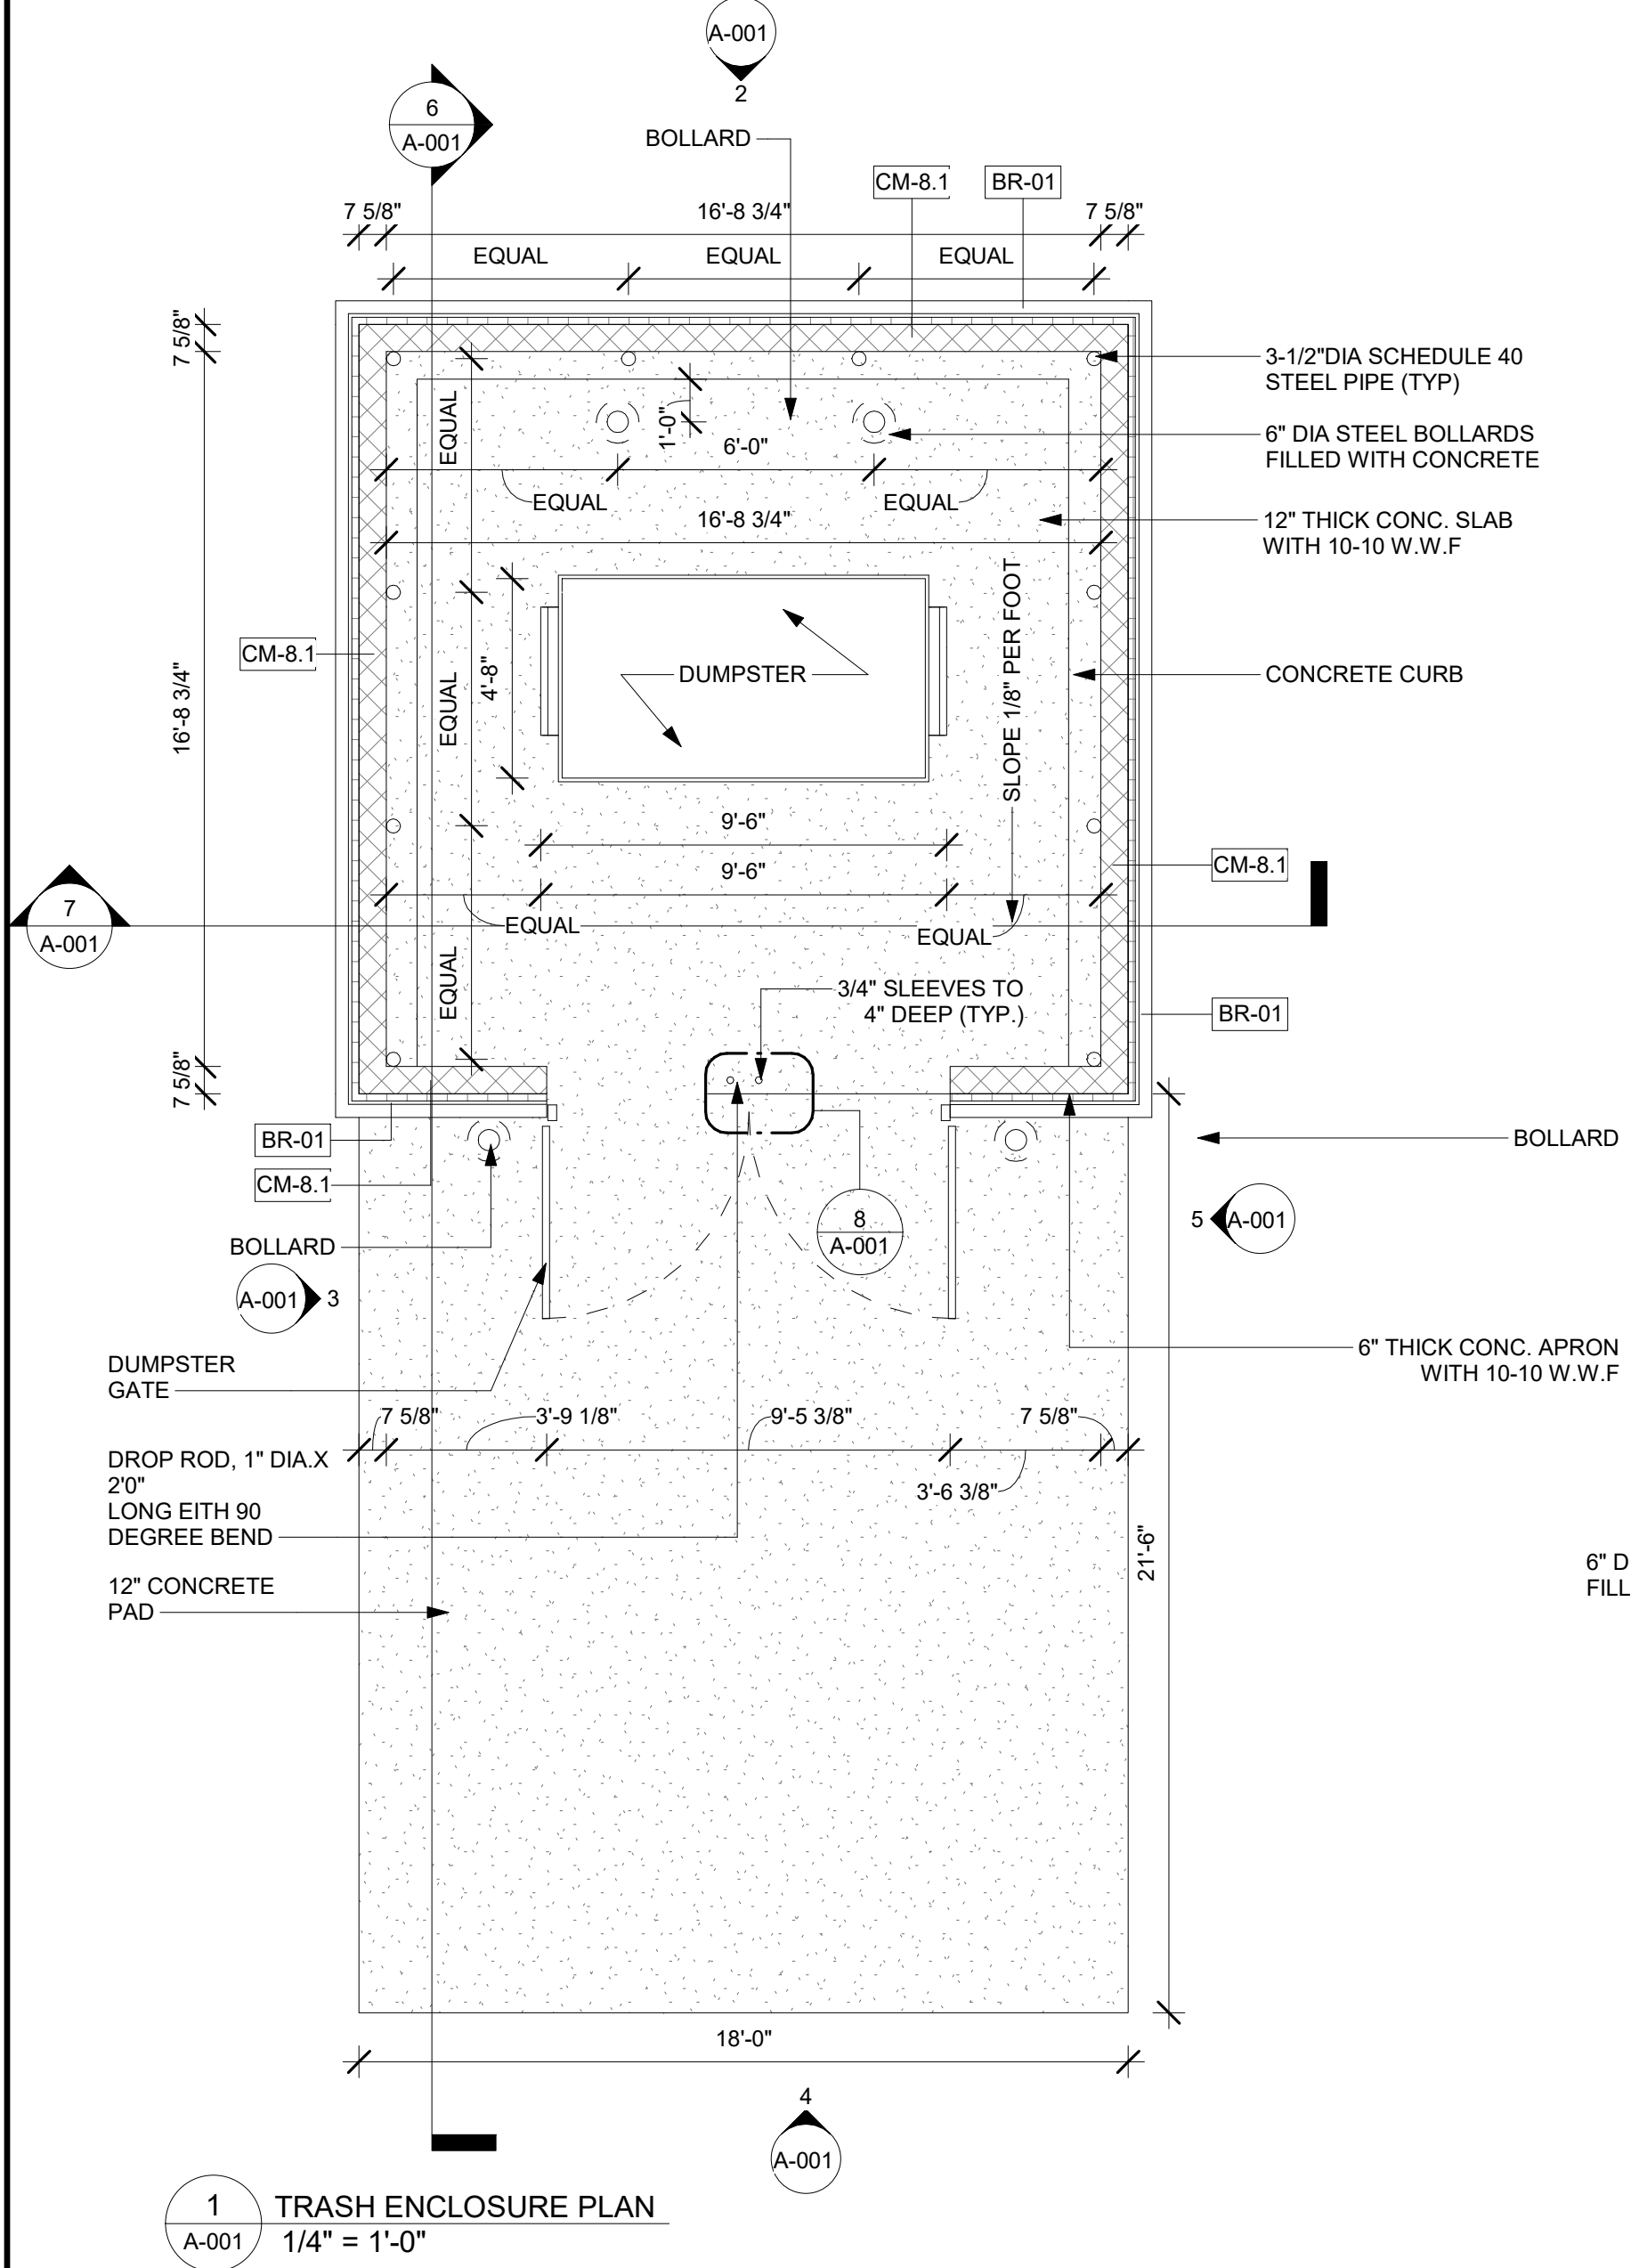 A-001
2
6
A-001
BOLLARD
CM-8.1
BR-01
7 5/8"
16'-8 3/4"
7 5/8"
EQUAL
EQUAL
EQUAL
7 5/8"
3-1/2"DIA SCHEDULE 40
STEEL PIPE (TYP)
EQUAL
1'-0"
6'-0"
6" DIA STEEL BOLLARDS
FILLED WITH CONCRETE
EQUAL
EQUAL
16'-8 3/4"
12" THICK CONC. SLAB
WITH 10-10 W.W.F
SLOPE 1/8" PER FOOT
CM-8.1
16'-8 3/4"
EQUAL
4'-8"
DUMPSTER
CONCRETE CURB
9'-6"
9'-6"
CM-8.1
7
A-001
EQUAL
EQUAL
EQUAL
3/4" SLEEVES TO
4" DEEP (TYP.)
BR-01
7 5/8"
BR-01
BOLLARD
CM-8.1
8
A-001
5
A-001
BOLLARD
A-001
3
6" THICK CONC. APRON
WITH 10-10 W.W.F
DUMPSTER
GATE
7 5/8"
3'-9 1/8"
9'-5 3/8"
7 5/8"
3'-6 3/8"
DROP ROD, 1" DIA.X
2'0"
LONG EITH 90
DEGREE BEND
21'-6"
6" D
FILL
12" CONCRETE
PAD
18'-0"
4
A-001
1
A-001
TRASH ENCLOSURE PLAN
1/4" = 1'-0"